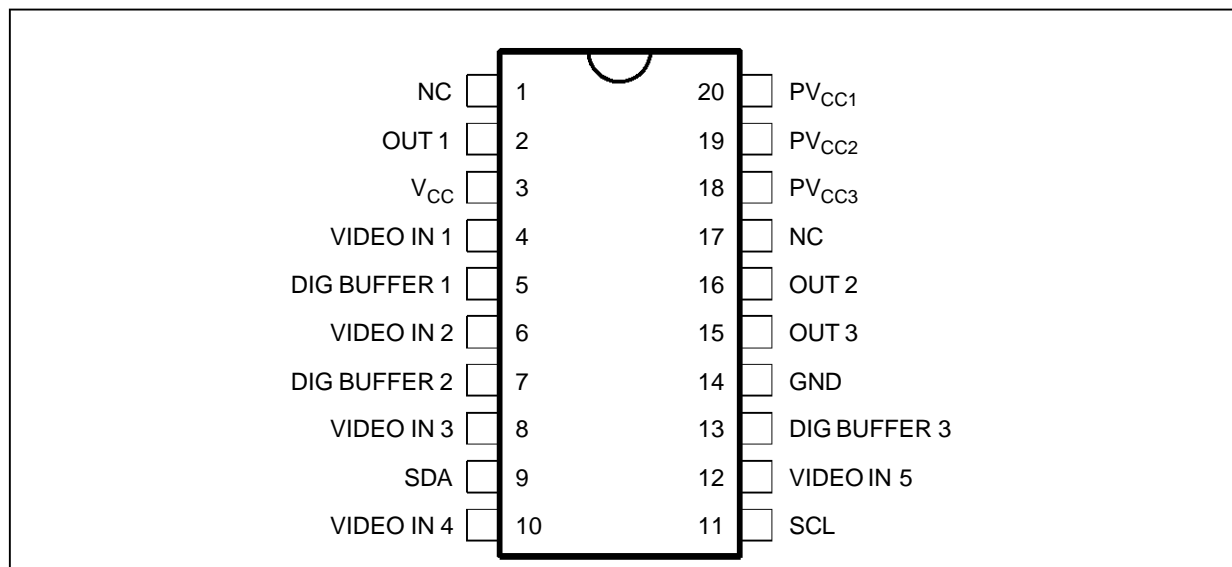 NC 1 20 PVCC1
OUT 1 2 19 PVCC2
VCC 3 18 PVCC3
VIDEO IN 1 4 17 NC
DIG BUFFER 1 5 16 OUT 2
VIDEO IN 2 6 15 OUT 3
DIG BUFFER 2 7 14 GND
VIDEO IN 3 8 13 DIG BUFFER 3
SDA 9 12 VIDEO IN 5
VIDEO IN 4 10 11 SCL